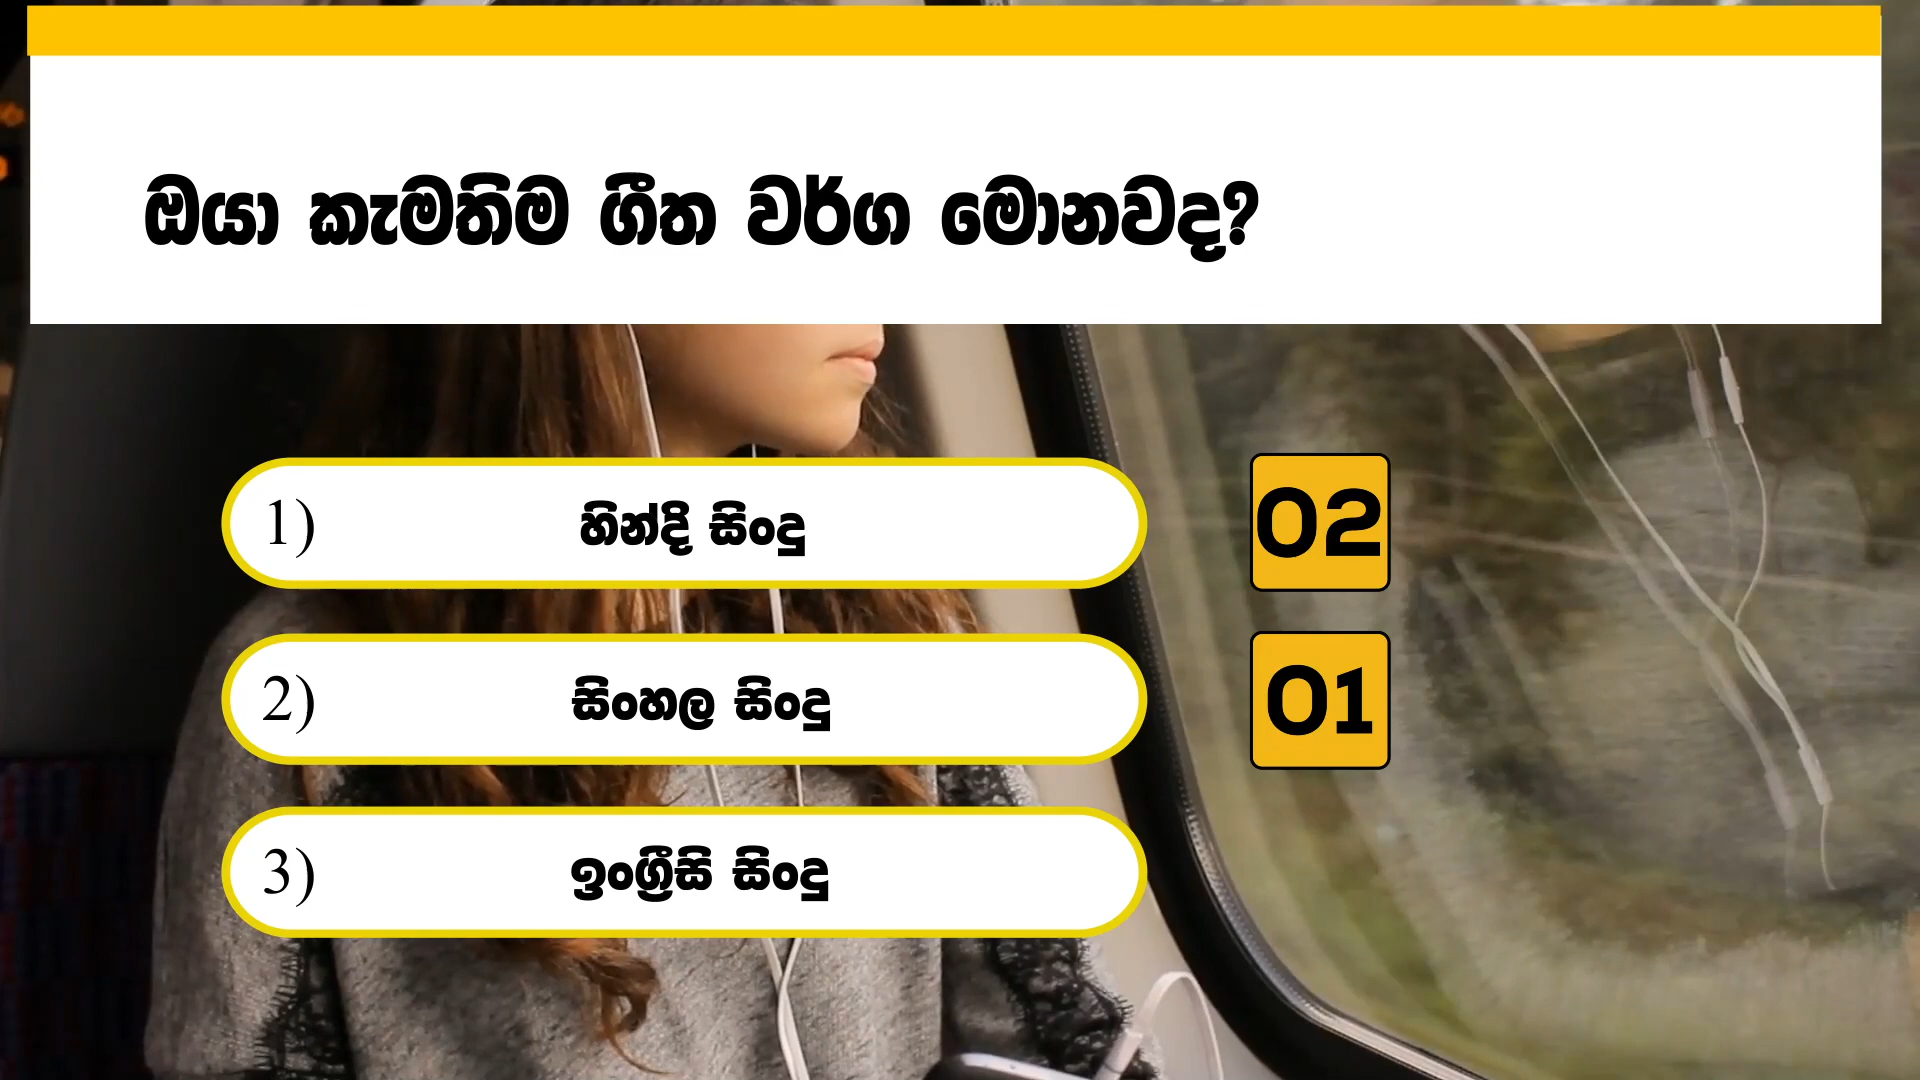 ඔයා කැමතිම ගීත වර්ග මොනවද?
1) හින්දි සිංදු 02
2) සිංහල සිංදු 01
3) ඉංග්‍රීසි සිංදු